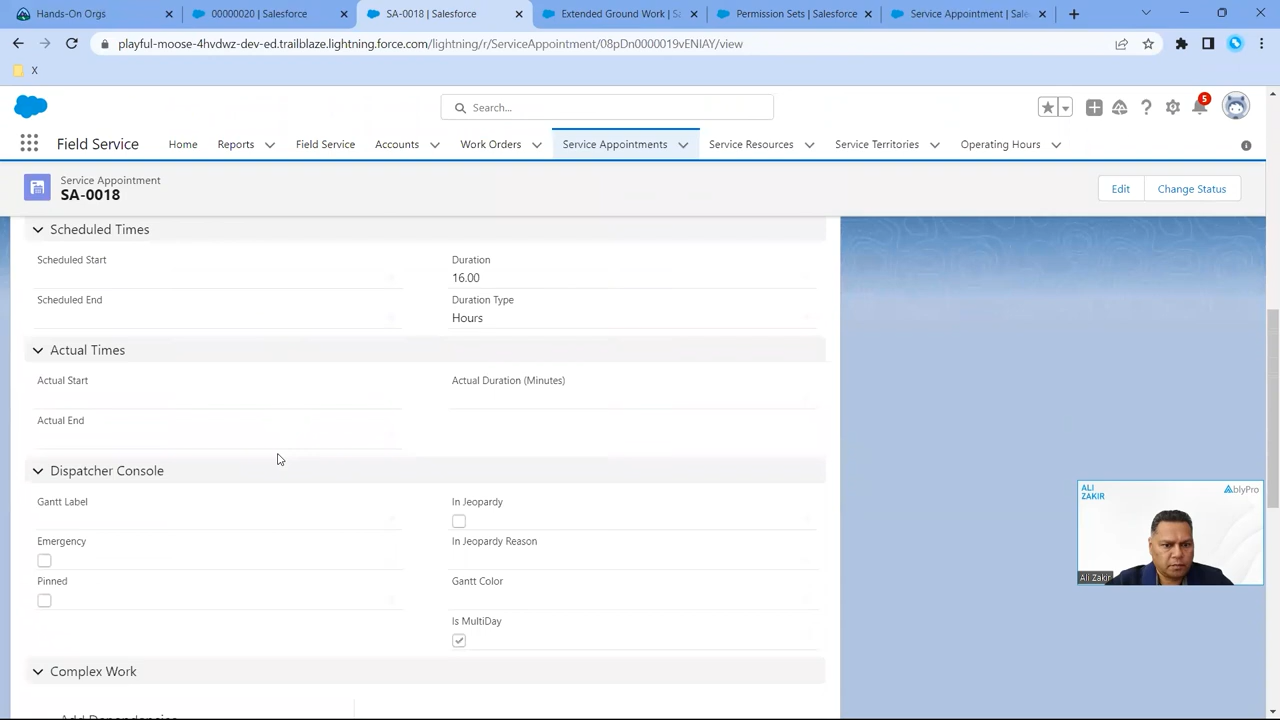 Hands-On Orgs
00000020 | Salesforce
SA-0018 | Salesforce
Extended Ground Work | Sa
Permission Sets | Salesforce
Service Appointment | Sale
playful-moose-4hvdwz-dev-ed.trailblaze.lightning.force.com/lightning/r/ServiceAppointment/08pDn0000019vENIAY/view
X
Search...
5
Field Service
Home
Reports
Field Service
Accounts
Work Orders
Service Appointments
Service Resources
Service Territories
Operating Hours
Service Appointment
SA-0018
Edit
Change Status
Scheduled Times
Scheduled Start
Duration
16.00
Scheduled End
Duration Type
Hours
Actual Times
Actual Start
Actual Duration (Minutes)
Actual End
Dispatcher Console
Gantt Label
In Jeopardy
Emergency
In Jeopardy Reason
Pinned
Gantt Color
Is MultiDay
Complex Work
Add Dependencies
ALI
ZAKIR
AblyPro
Ali Zakir